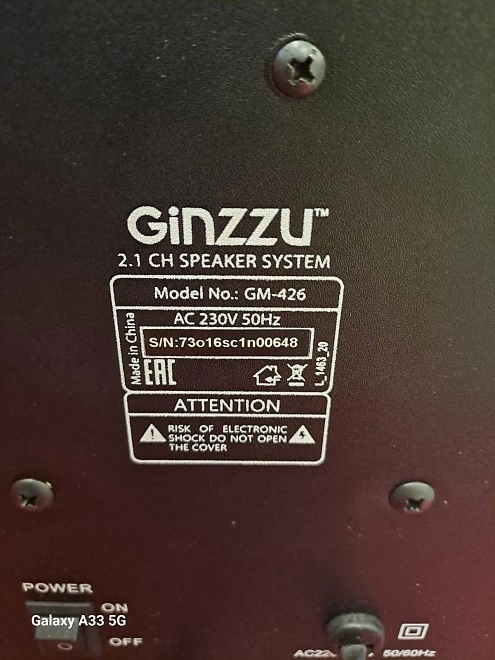 GiNZZU™
2.1 CH SPEAKER SYSTEM
Model No.: GM-426
AC 230V 50Hz
Made in China
S/N:73o16sc1n00648
EAC
L_1463_20
ATTENTION
RISK OF ELECTRONIC
SHOCK DO NOT OPEN
THE COVER
POWER
ON
OFF
Galaxy A33 5G
50/60Hz